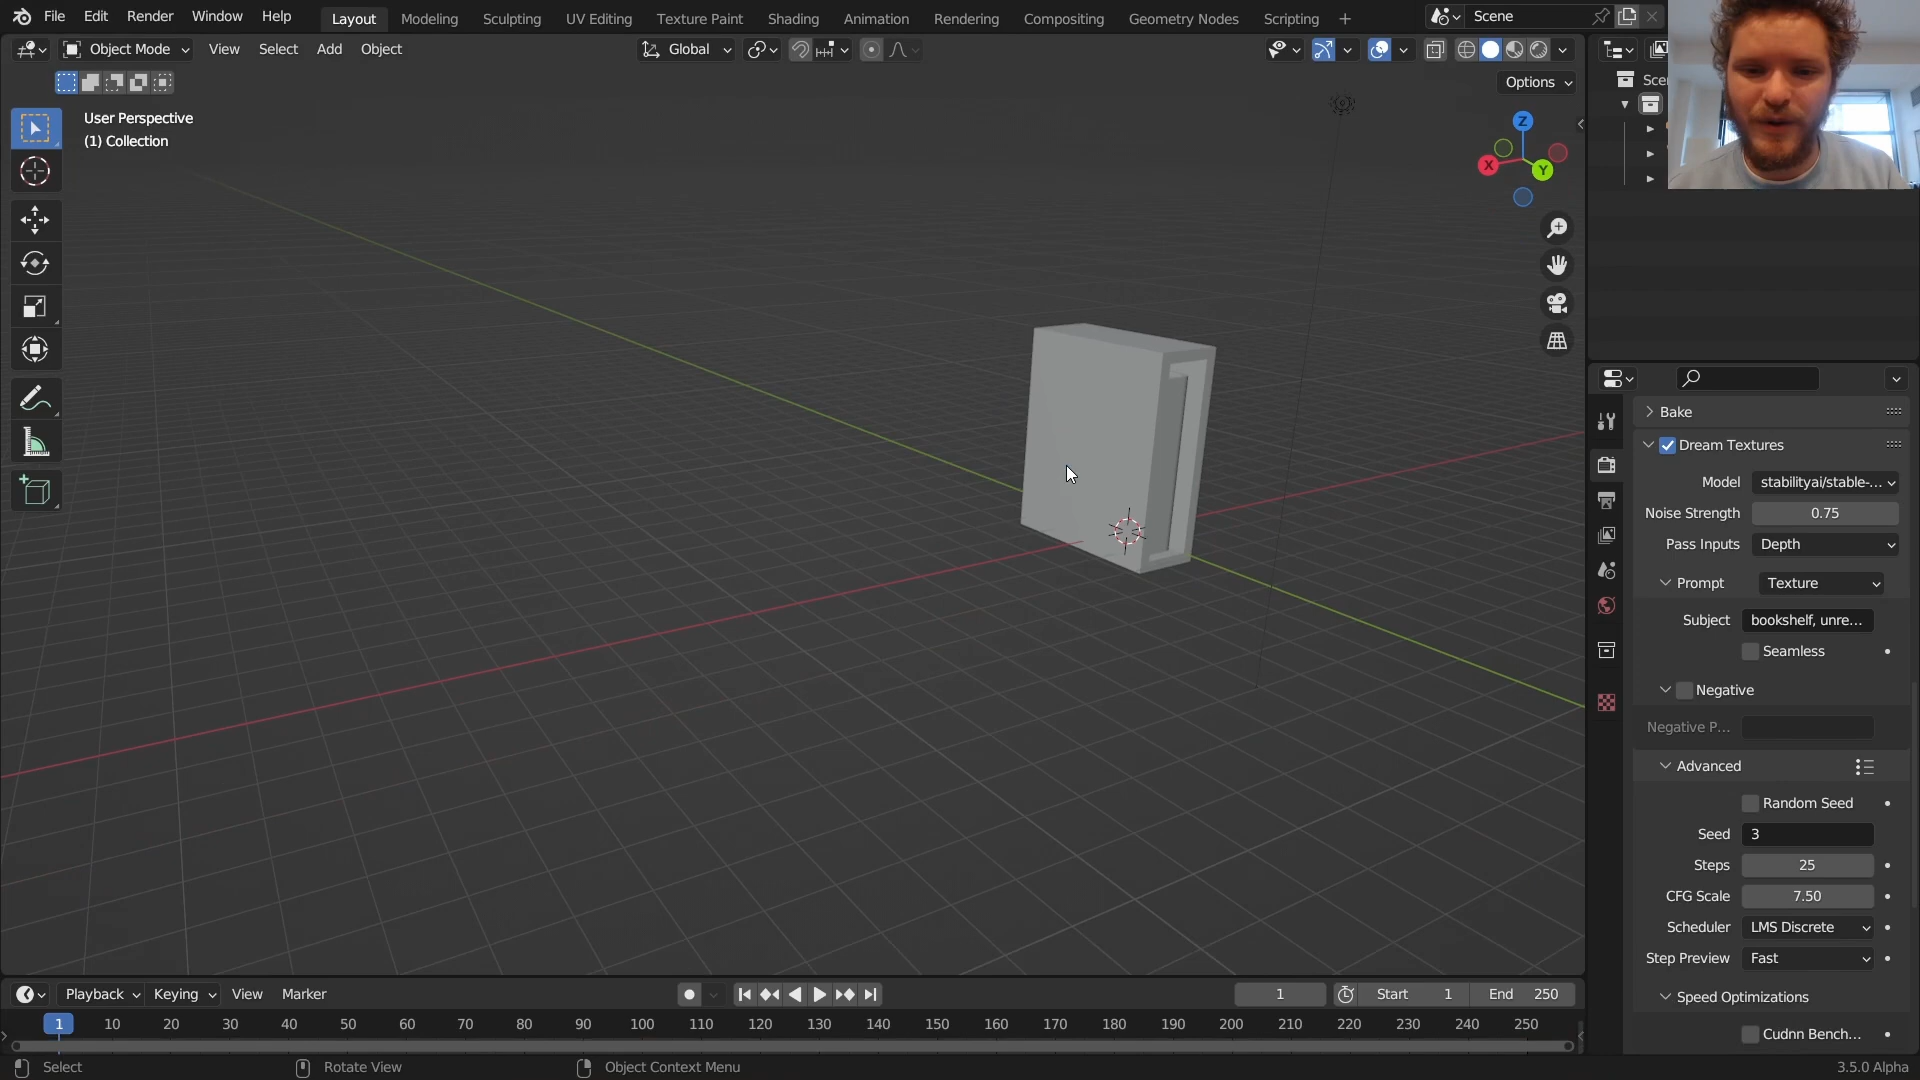 File Edit Render Window Help Layout Modeling Sculpting UV Editing Texture Paint Shading Animation Rendering Compositing Geometry Nodes Scripting + Scene
Object Mode View Select Add Object Global
Options
User Perspective
(1) Collection
Z
X
Y
Bake
Dream Textures
Model stabilityai/stable-...
Noise Strength 0.75
Pass Inputs Depth
Prompt Texture
Subject bookshelf, unre...
Seamless
Negative
Negative P...
Advanced
Random Seed
Seed 3
Steps 25
CFG Scale 7.50
Scheduler LMS Discrete
Step Preview Fast
Speed Optimizations
Cudnn Bench...
Playback Keying View Marker 1 Start 1 End 250
1 10 20 30 40 50 60 70 80 90 100 110 120 130 140 150 160 170 180 190 200 210 220 230 240 250
Select Rotate View Object Context Menu 3.5.0 Alpha